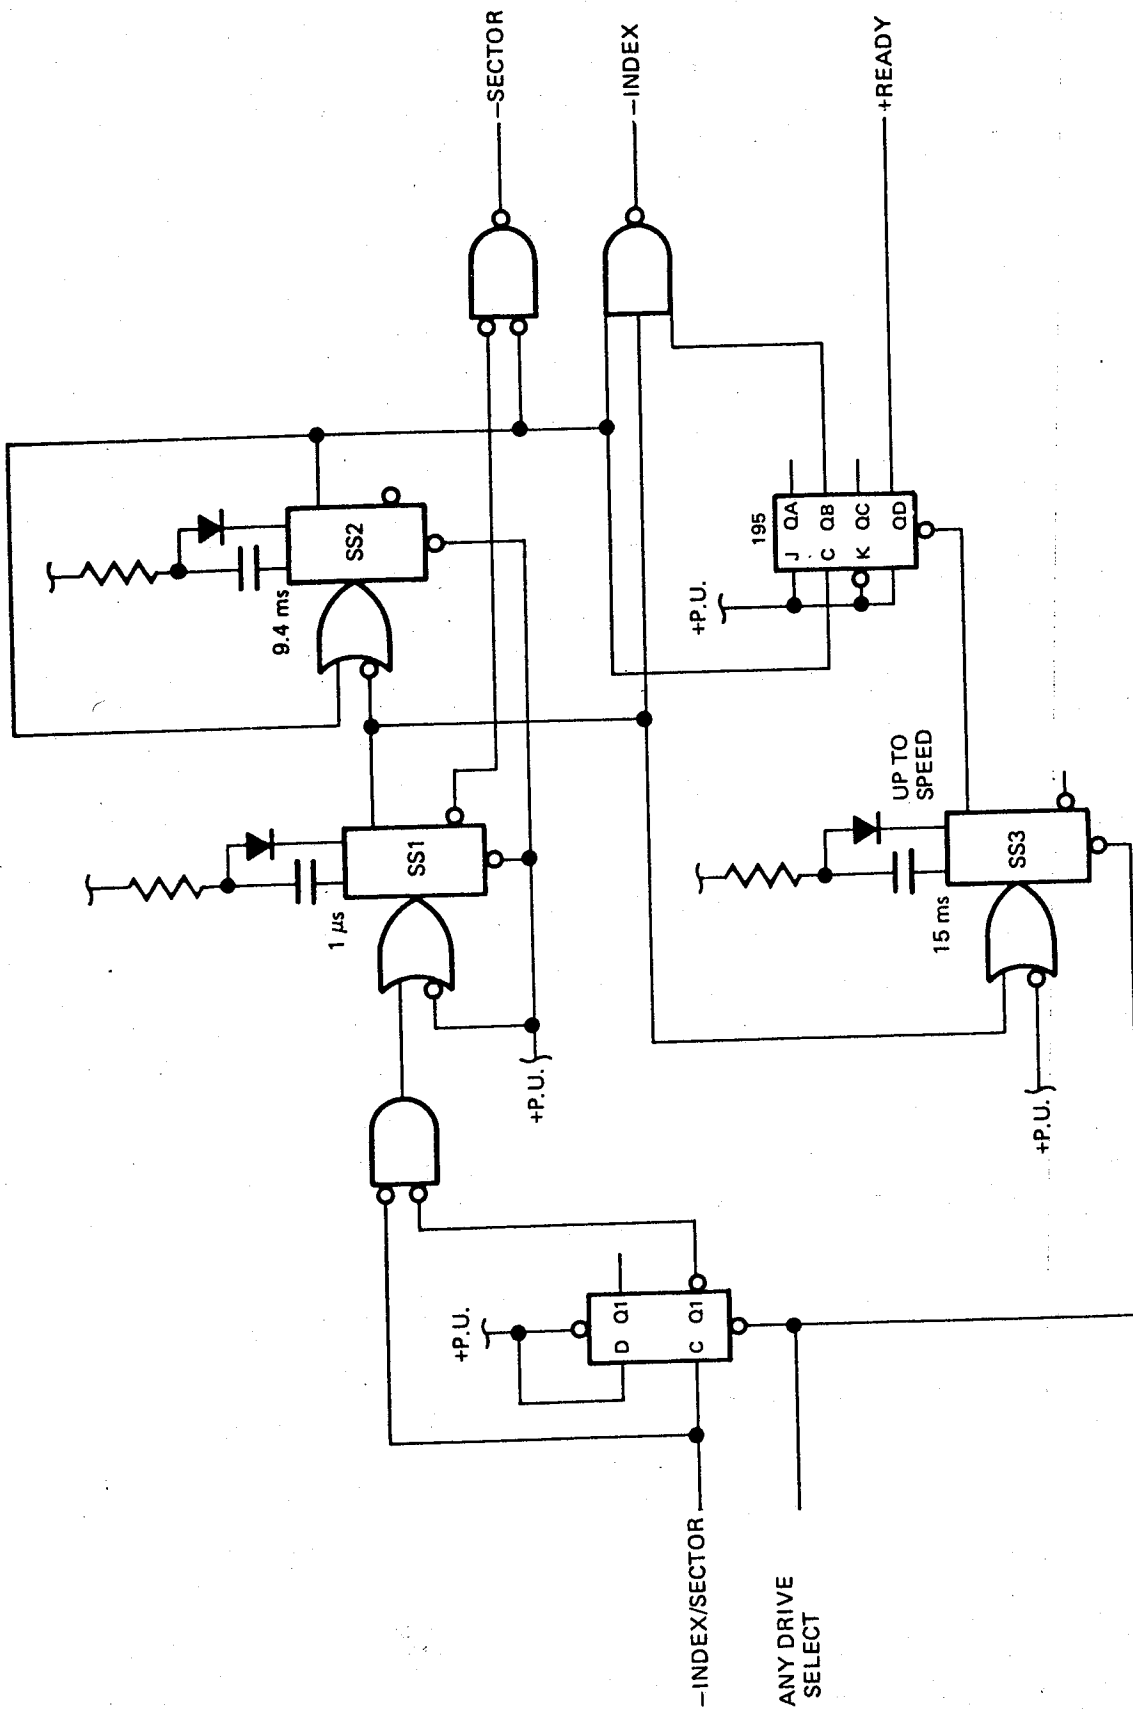 −SECTOR
−INDEX
+READY
SS2
9.4 ms
195
J QA
C QB
K QC
QD
+P.U.
SS1
1 μs
+P.U.
UP TO
SPEED
SS3
15 ms
+P.U.
+P.U.
D Q1
C Q1
−INDEX/SECTOR
ANY DRIVE
SELECT